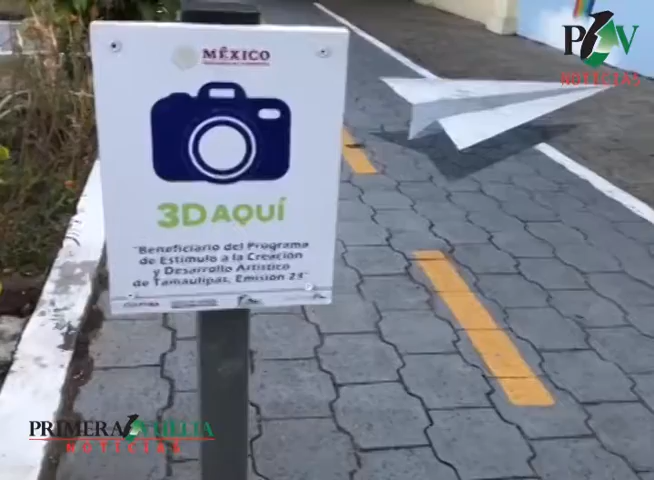 MÉXICO
P V
NOTICIAS
3D AQUÍ
"Beneficiario del Programa
de Estímulo a la Creación
y Desarrollo Artístico
de Tamaulipas, Emisión 23"
PRIMERA VUELTA
NOTICIAS